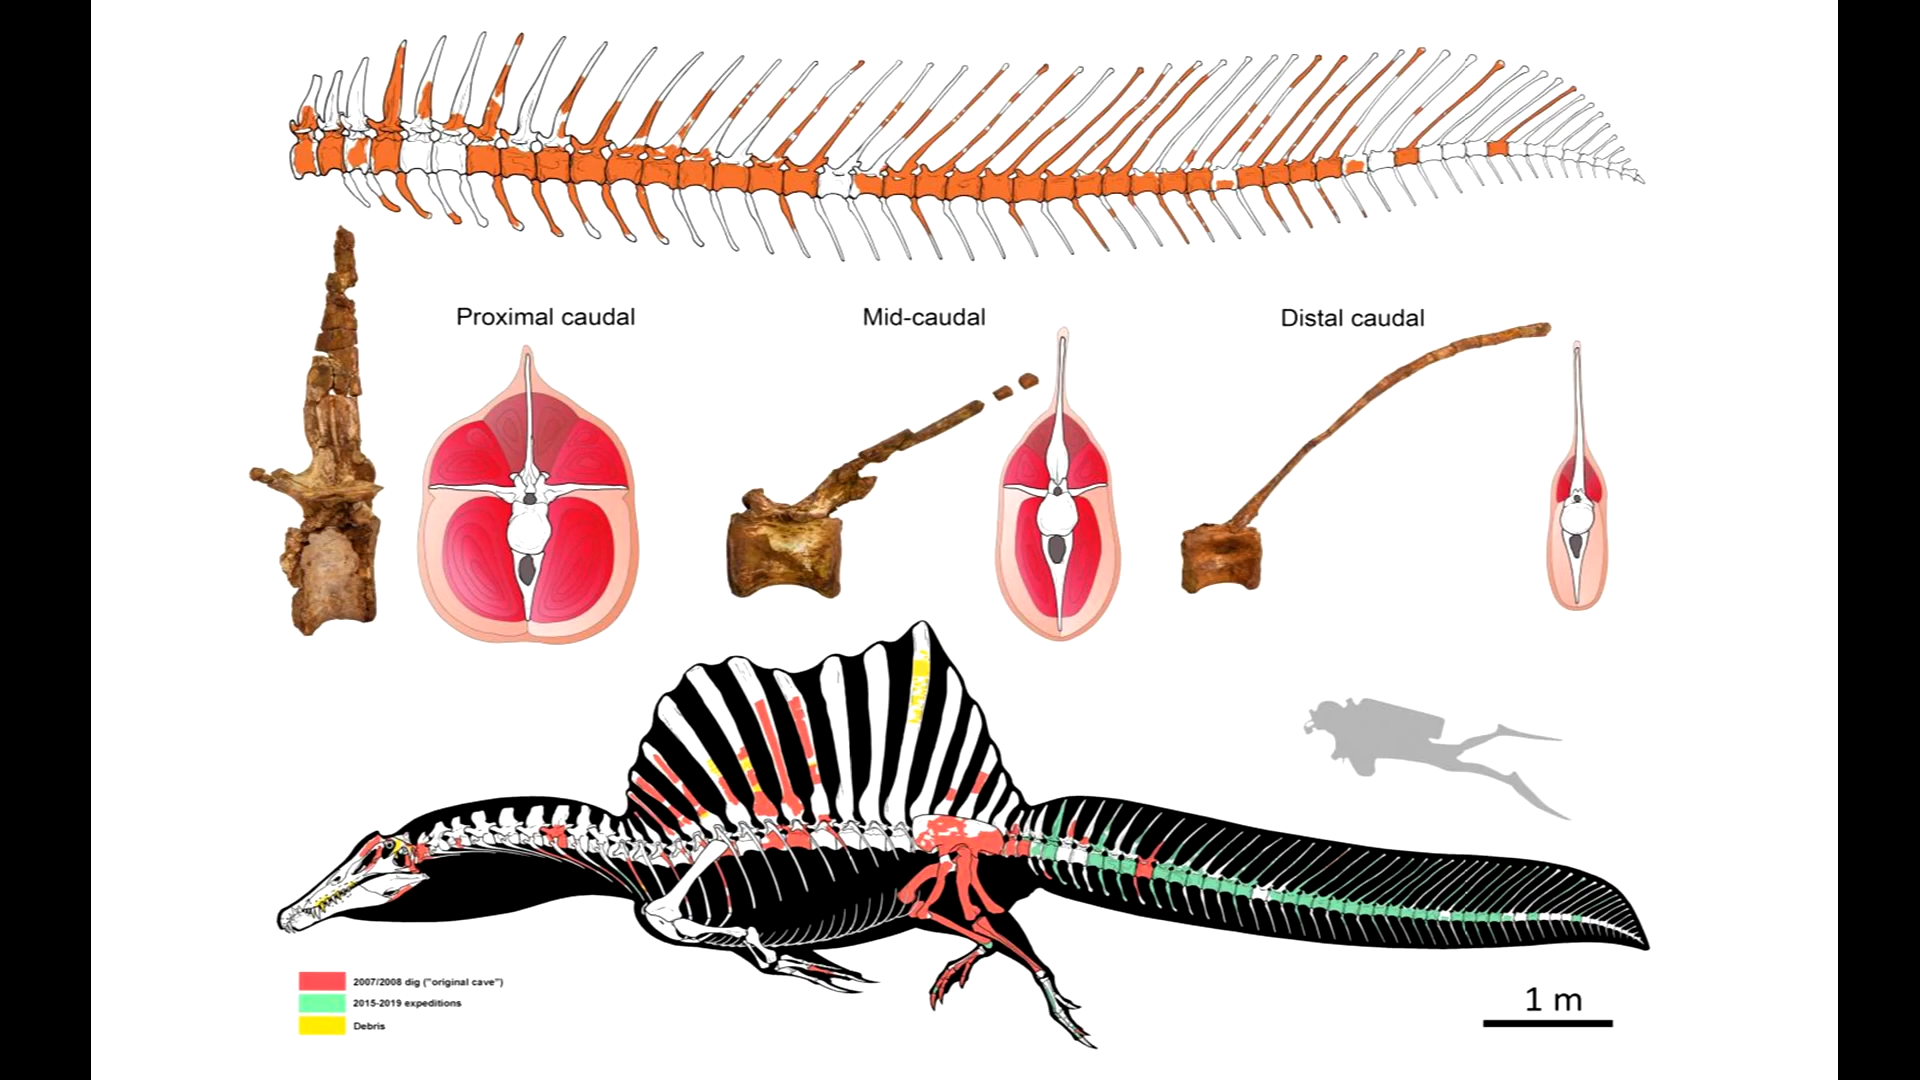 Proximal caudal
Mid-caudal
Distal caudal
2007/2008 dig ("original cave")
2015-2019 expeditions
Debris
1 m